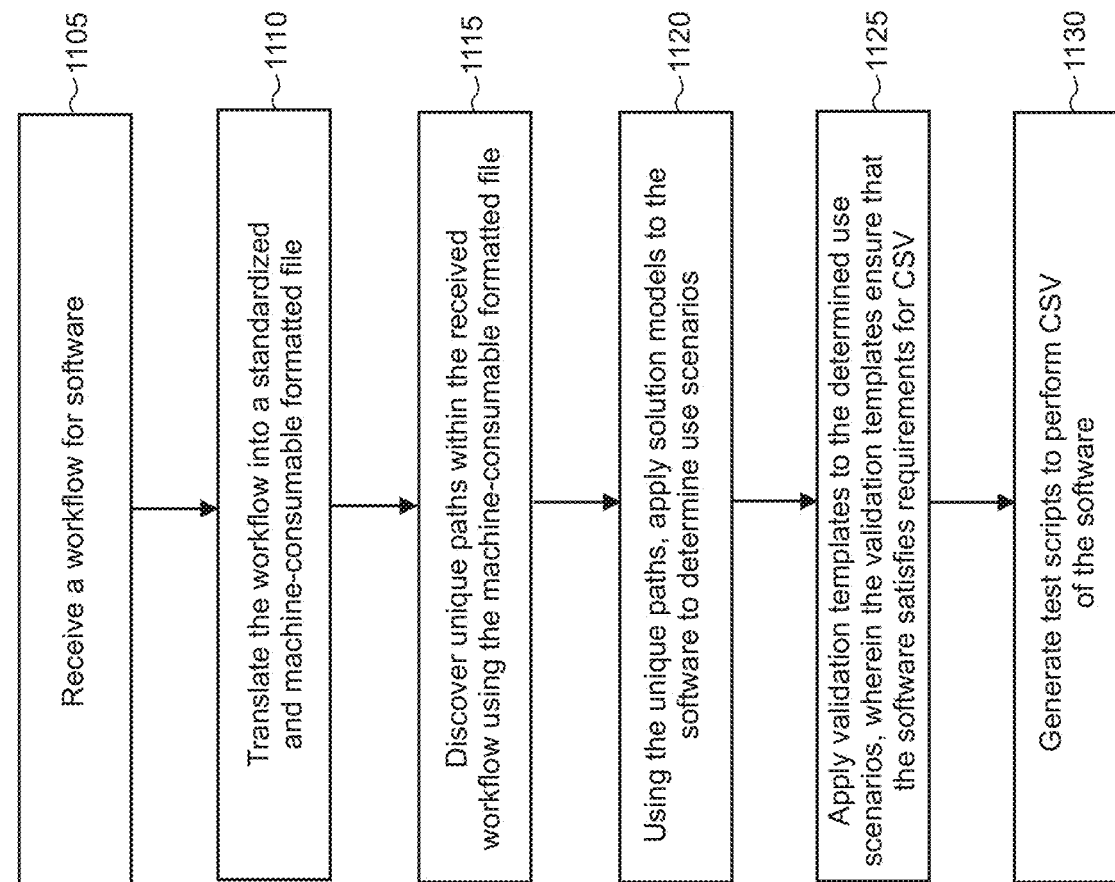 Receive a workflow for software
1105
Translate the workflow into a standardized
and machine-consumable formatted file
1110
Discover unique paths within the received
workflow using the machine-consumable formatted file
1115
Using the unique paths, apply solution models to the
software to determine use scenarios
1120
Apply validation templates to the determined use
scenarios, wherein the validation templates ensure that
the software satisfies requirements for CSV
1125
Generate test scripts to perform CSV
of the software
1130